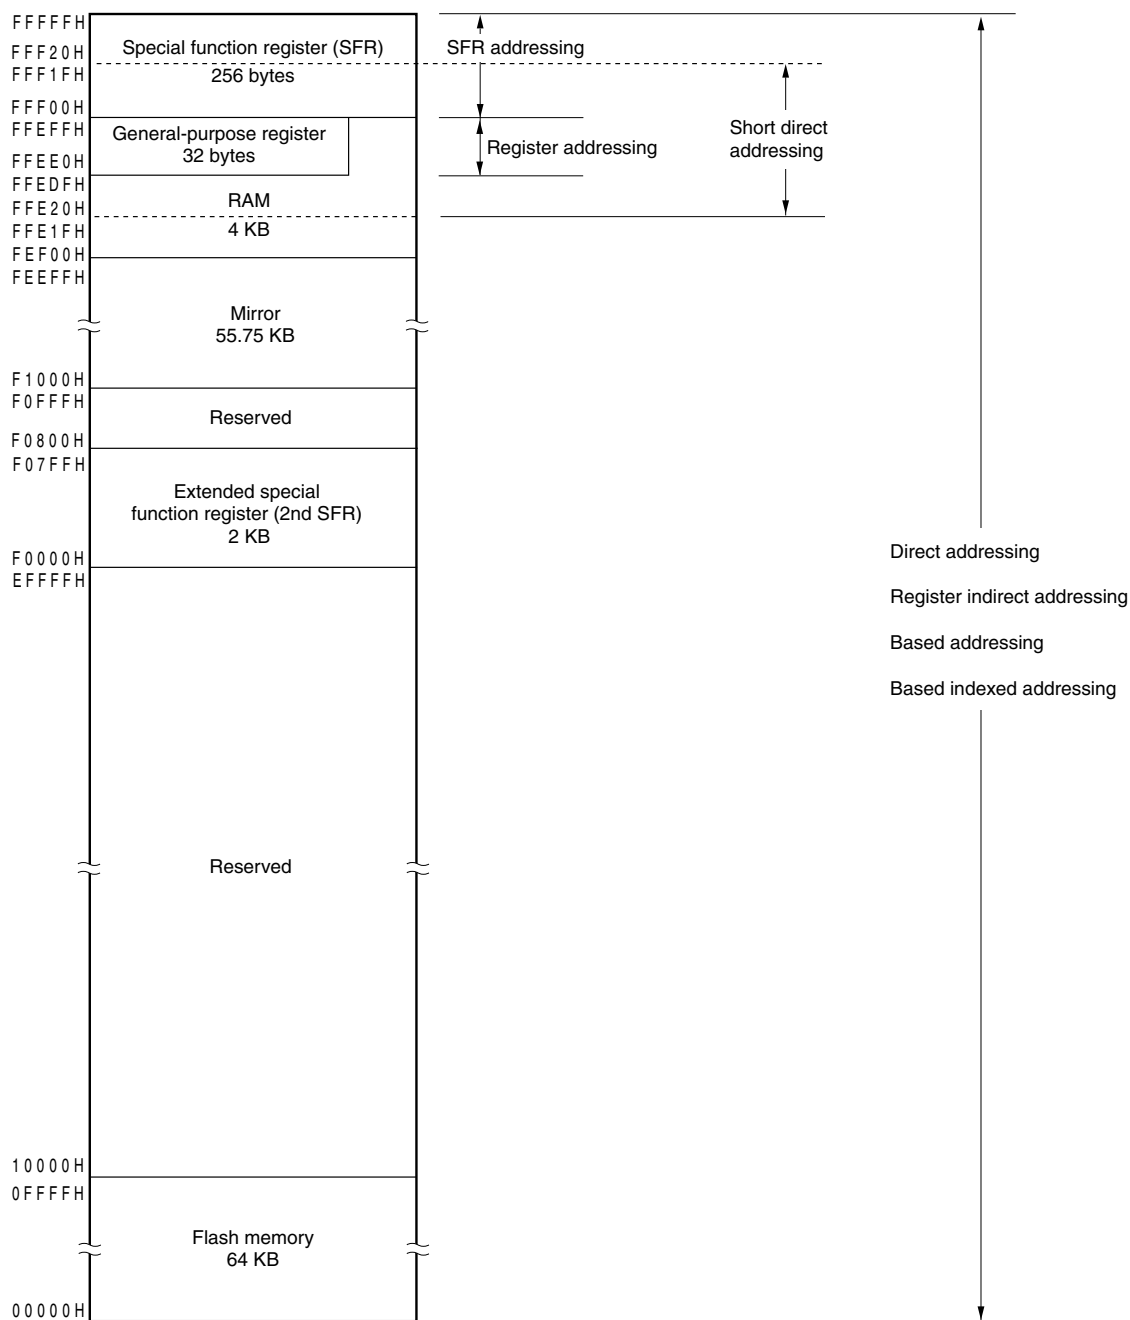 FFFFFH
FFF20H
FFF1FH
FFF00H
FFEFFH
FFEE0H
FFEDFH
FFE20H
FFE1FH
FEF00H
FEEFFH
F1000H
F0FFFH
F0800H
F07FFH
F0000H
EFFFFH
10000H
0FFFFH
00000H
Special function register (SFR)
256 bytes
General-purpose register
32 bytes
RAM
4 KB
Mirror
55.75 KB
Reserved
Extended special
function register (2nd SFR)
2 KB
Reserved
Flash memory
64 KB
SFR addressing
Register addressing
Short direct
addressing
Direct addressing
Register indirect addressing
Based addressing
Based indexed addressing